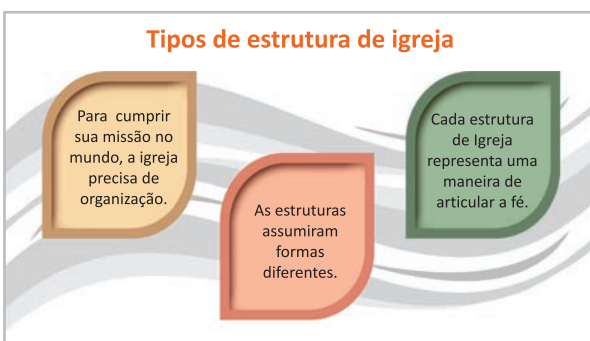 Tipos de estrutura de igreja
Para cumprir
sua missão no
mundo, a igreja
precisa de
organização.
As estruturas
assumiram
formas
diferentes.
Cada estrutura
de Igreja
representa uma
maneira de
articular a fé.